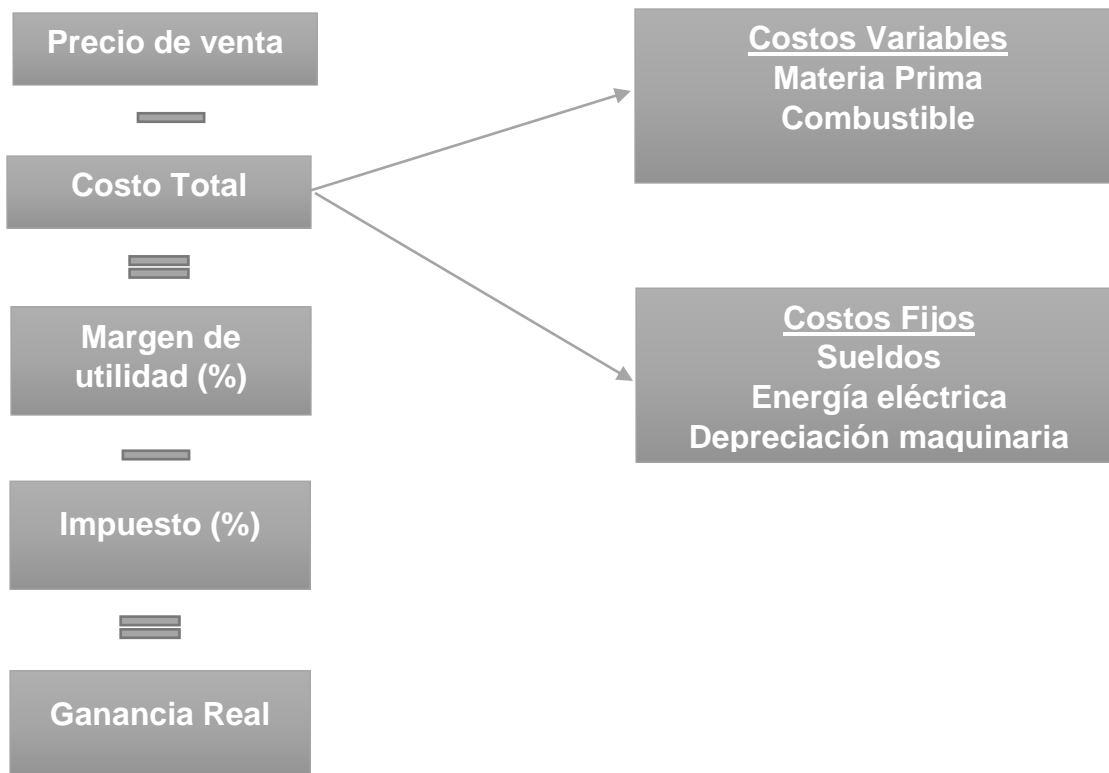 Precio de venta
Costo Total
Margen de
utilidad (%)
Impuesto (%)
Ganancia Real
Costos Variables
Materia Prima
Combustible
Costos Fijos
Sueldos
Energía eléctrica
Depreciación maquinaria